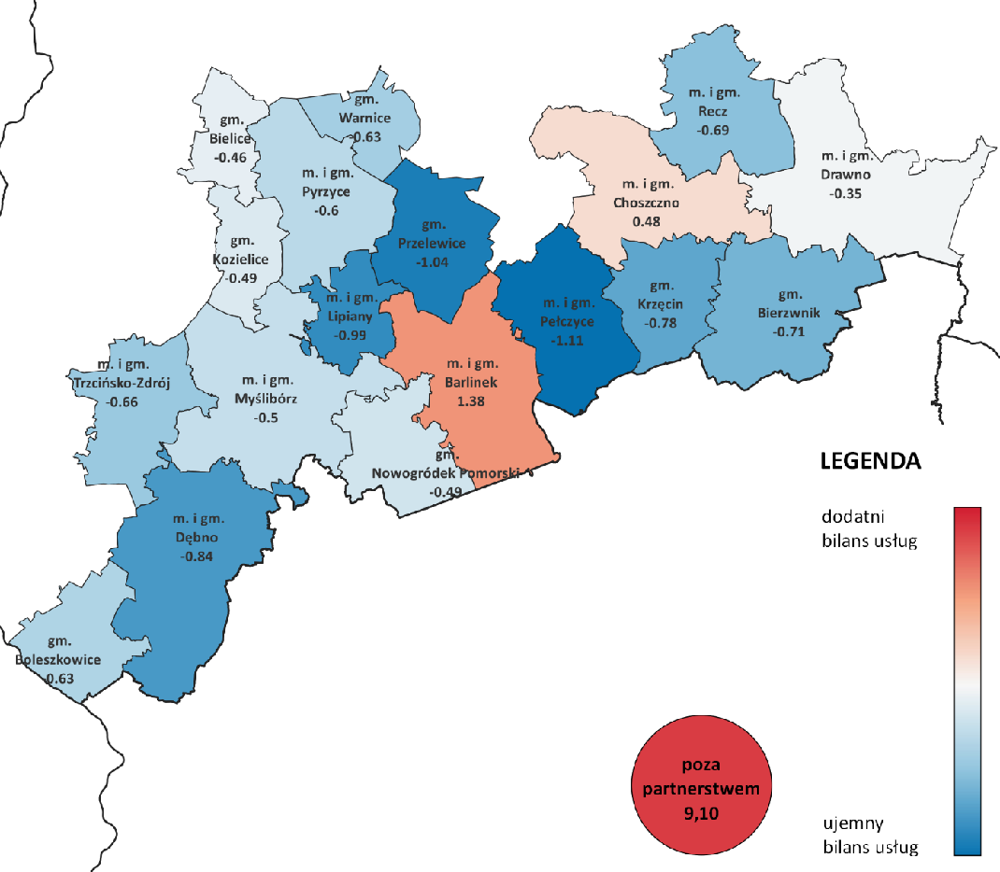 m. i gm.
Recz
-0.69
gm.
Warnice
-0.63
gm.
Bielice
-0.46
m. i gm.
Drawno
-0.35
m. i gm.
Pyrzyce
-0.6
m. i gm.
Choszczno
0.48
gm.
Przelewice
-1.04
gm.
Kozielice
-0.49
gm.
Krzęcin
-0.78
gm.
Bierzwnik
-0.71
m. i gm.
Lipiany
-0.99
m. i gm.
Pełczyce
-1.11
m. i gm.
Trzcińsko-Zdrój
-0.66
m. i gm.
Barlinek
1.38
m. i gm.
Myślibórz
-0.5
gm.
Nowogródek Pomorski
-0.49
m. i gm.
Dębno
-0.84
gm.
Boleszkowice
-0.63
LEGENDA
dodatni
bilans usług
ujemny
bilans usług
poza
partnerstwem
9,10